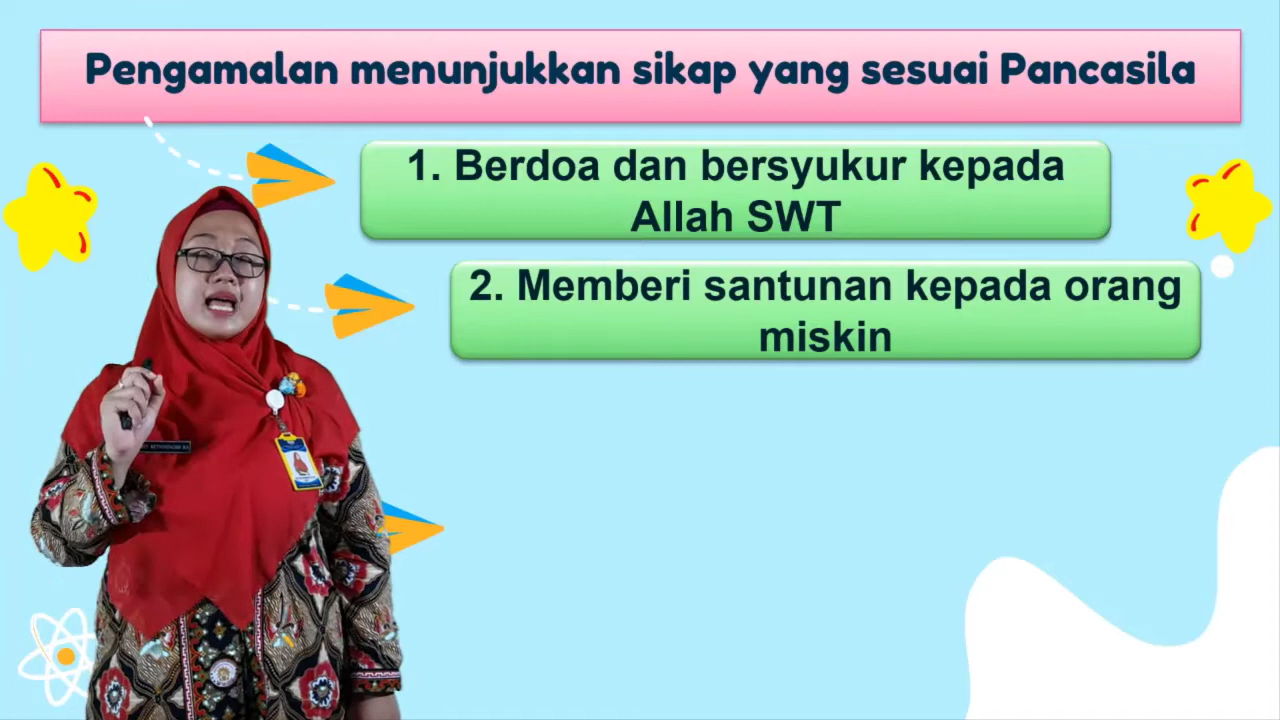 Pengamalan menunjukkan sikap yang sesuai Pancasila
1. Berdoa dan bersyukur kepada
Allah SWT
2. Memberi santunan kepada orang
miskin